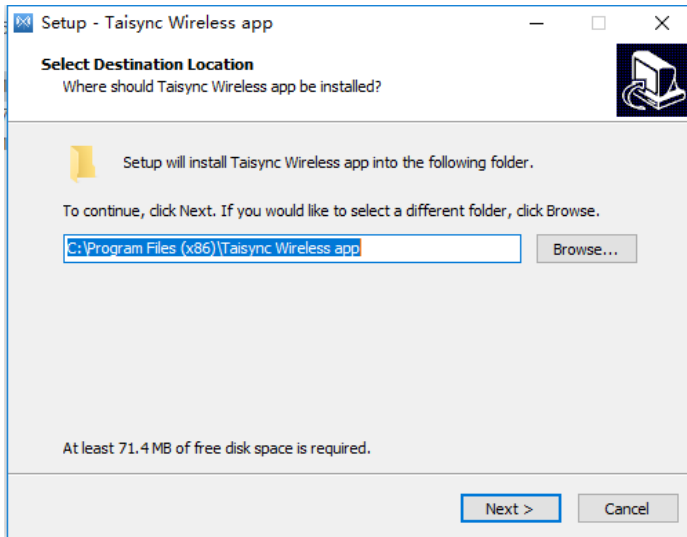 Setup - Taisync Wireless app
Select Destination Location
Where should Taisync Wireless app be installed?
Setup will install Taisync Wireless app into the following folder.
To continue, click Next. If you would like to select a different folder, click Browse.
C:\Program Files (x86)\Taisync Wireless app
Browse...
At least 71.4 MB of free disk space is required.
Next >
Cancel